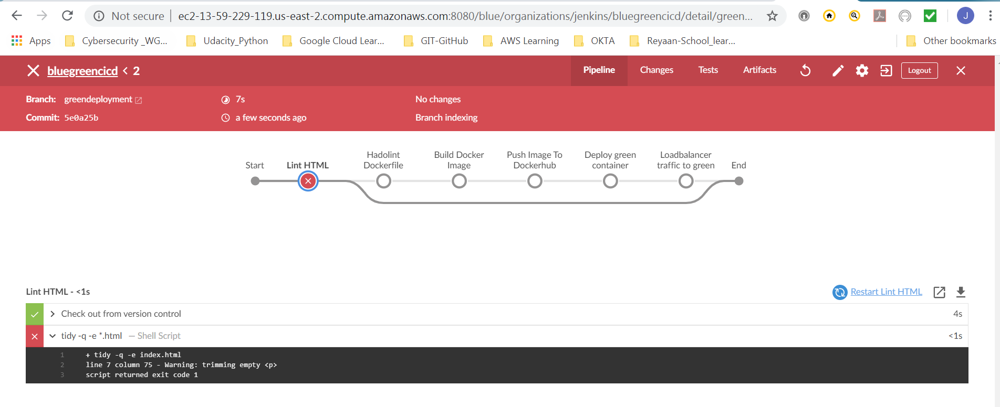 Not secure | ec2-13-59-229-119.us-east-2.compute.amazonaws.com:8080/blue/organizations/jenkins/bluegreencicd/detail/green... J
Apps Cybersecurity _WG... Udacity_Python Google Cloud Lear... GIT-GitHub AWS Learning OKTA Reyaan-School_lear... Other bookmarks
bluegreencicd < 2 Pipeline Changes Tests Artifacts Logout
Branch: greendeployment 7s No changes
Commit: 5e0a25b a few seconds ago Branch indexing
Start
Lint HTML
Hadolint
Dockerfile
Build Docker
Image
Push Image To
Dockerhub
Deploy green
container
Loadbalancer
traffic to green
End
Lint HTML - <1s Restart Lint HTML
Check out from version control 4s
tidy -q -e *.html — Shell Script <1s
1 + tidy -q -e index.html
2 line 7 column 75 - Warning: trimming empty <p>
3 script returned exit code 1